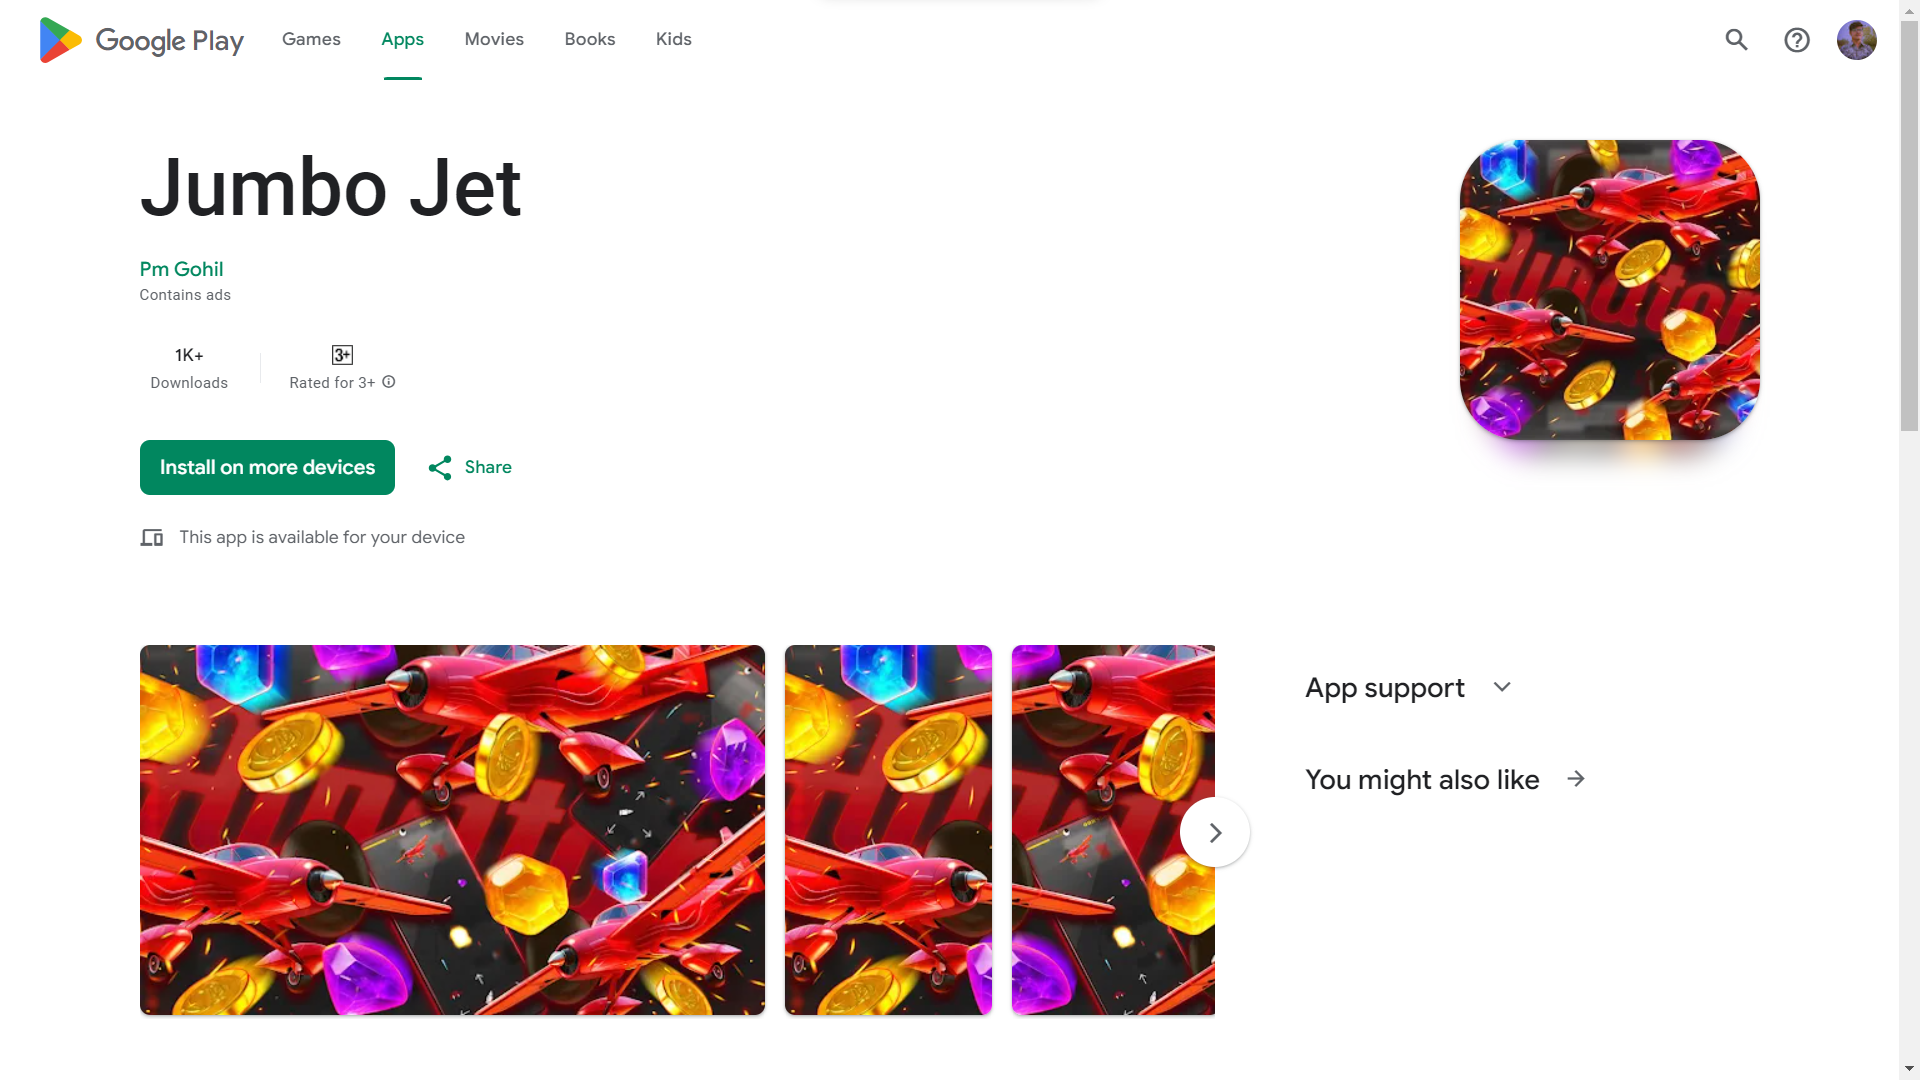 Google Play
Games
Apps
Movies
Books
Kids
Jumbo Jet
Pm Gohil
Contains ads
1K+
Downloads
3+
Rated for 3+
Install on more devices
Share
This app is available for your device
App support
You might also like